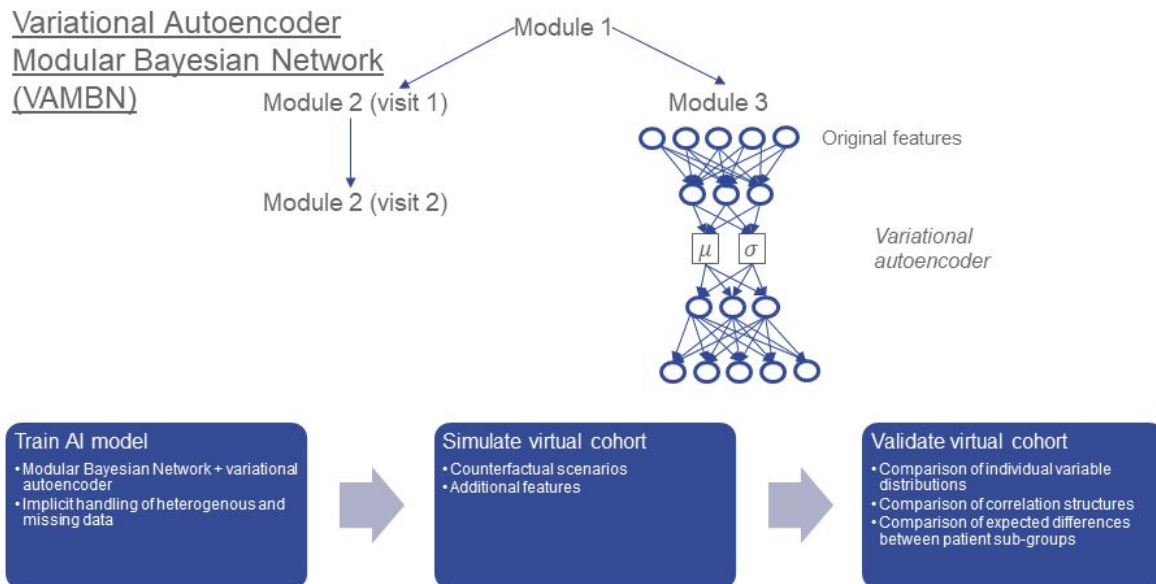 Variational Autoencoder
Modular Bayesian Network
(VAMBN)
Module 1
Module 2 (visit 1)
Module 3
Original features
Module 2 (visit 2)
μ
σ
Variational
autoencoder
Train AI model
•Modular Bayesian Network + variational
autoencoder
•Implicit handling of heterogenous and
missing data
Simulate virtual cohort
•Counterfactual scenarios
•Additional features
Validate virtual cohort
•Comparison of individual variable
distributions
•Comparison of correlation structures
•Comparison of expected differences
between patient sub-groups